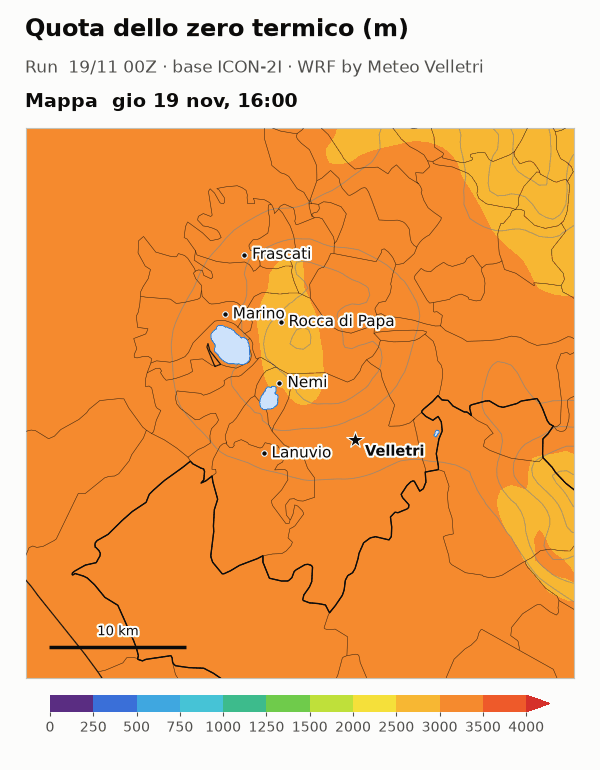 Quota dello zero termico (m)
Run  19/11 00Z · base ICON-2I · WRF by Meteo Velletri
Mappa  gio 19 nov, 16:00
Frascati
Marino
Rocca di Papa
Nemi
Velletri
Lanuvio
10 km
0 250 500 750 1000 1250 1500 2000 2500 3000 3500 4000